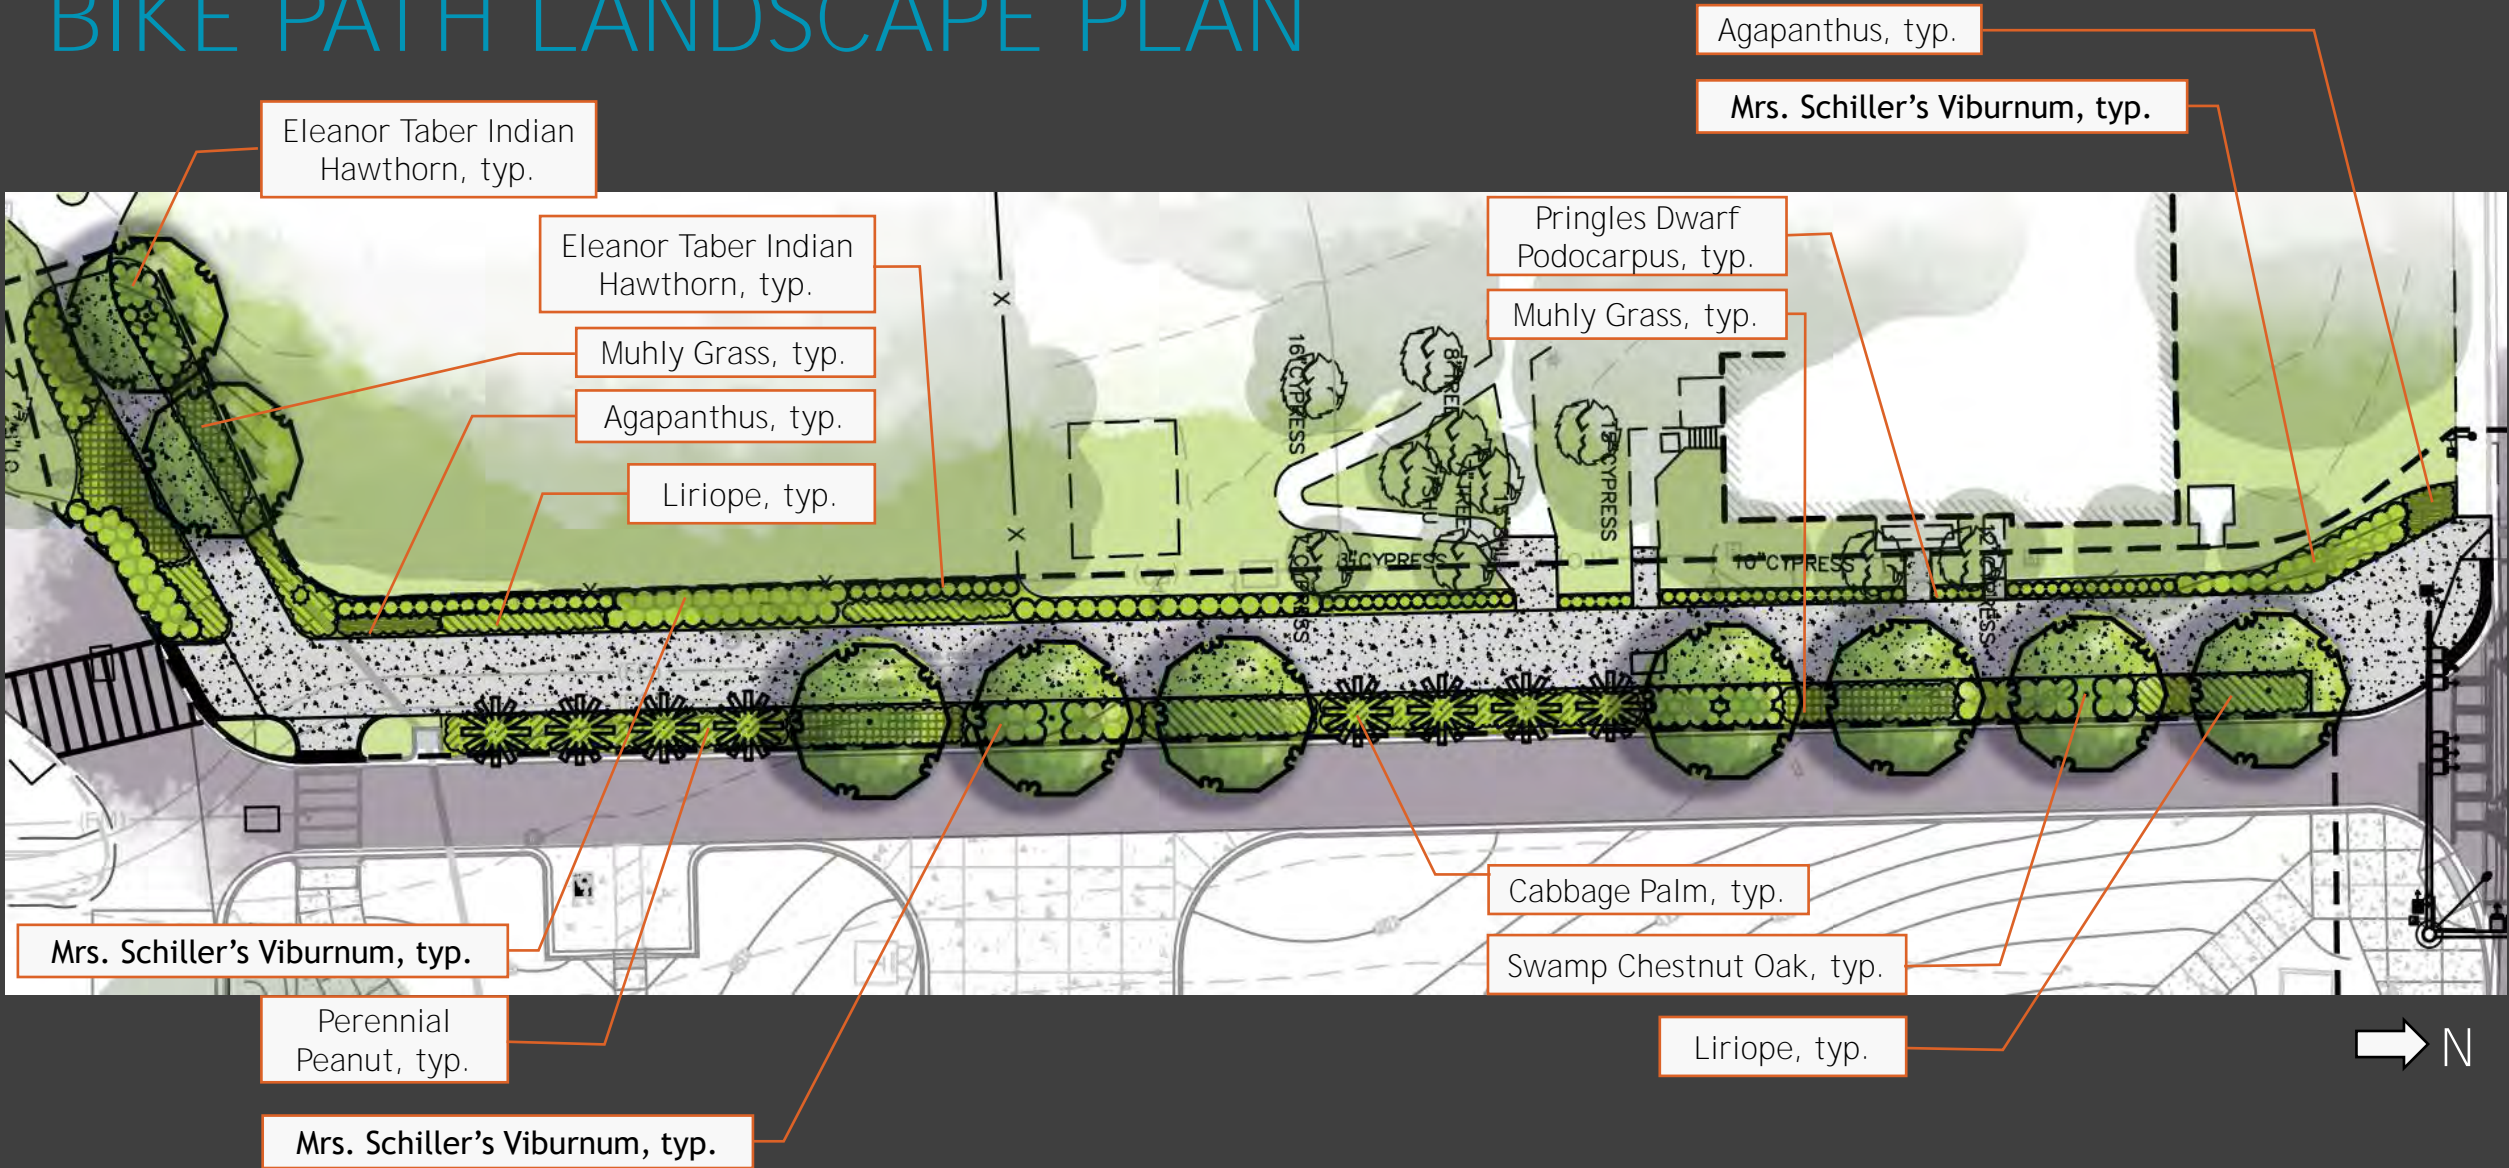 BIKE PATH LANDSCAPE PLAN
Agapanthus, typ.
Mrs. Schiller's Viburnum, typ.
Eleanor Taber Indian
Hawthorn, typ.
Eleanor Taber Indian
Hawthorn, typ.
Pringles Dwarf
Podocarpus, typ.
Muhly Grass, typ.
Muhly Grass, typ.
Agapanthus, typ.
Liriope, typ.
16"CYPRESS
8"TREE
CYPRESS
CYPRESS
10"CYPRESS
Cabbage Palm, typ.
Mrs. Schiller's Viburnum, typ.
Swamp Chestnut Oak, typ.
Perennial
Peanut, typ.
Liriope, typ.
N
Mrs. Schiller's Viburnum, typ.